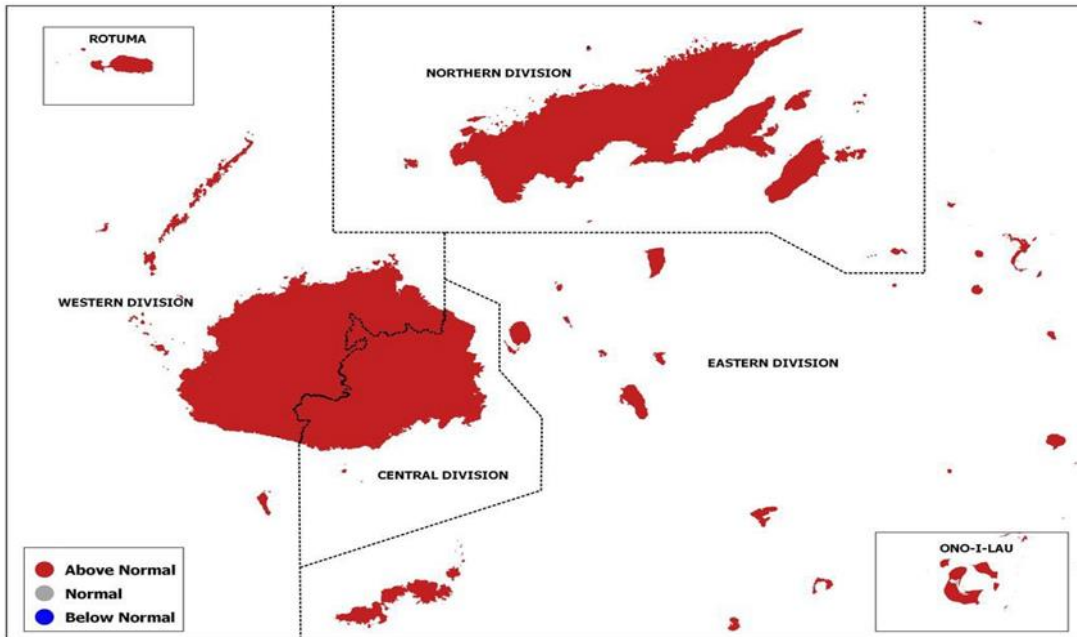 ROTUMA
NORTHERN DIVISION
WESTERN DIVISION
EASTERN DIVISION
CENTRAL DIVISION
ONO-I-LAU
Above Normal
Normal
Below Normal